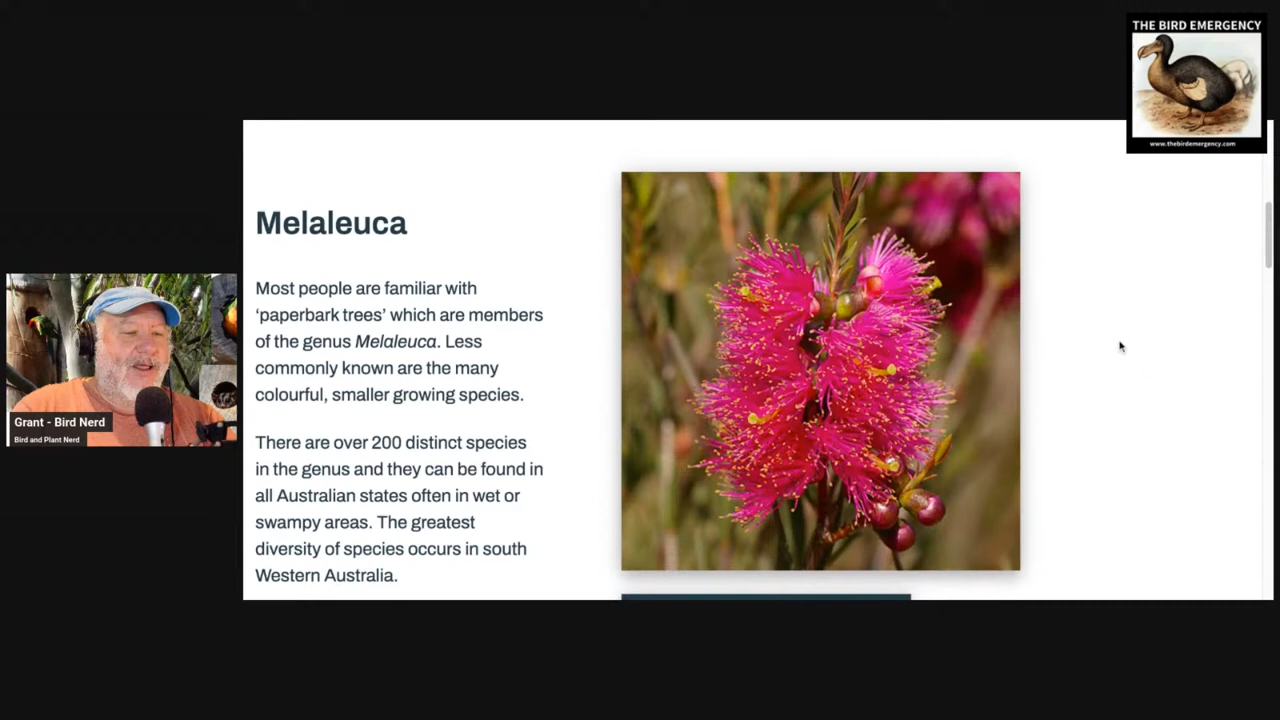 THE BIRD EMERGENCY
www.thebirdemergency.com
Melaleuca
Most people are familiar with
‘paperbark trees’ which are members
of the genus Melaleuca. Less
commonly known are the many
colourful, smaller growing species.
There are over 200 distinct species
in the genus and they can be found in
all Australian states often in wet or
swampy areas. The greatest
diversity of species occurs in south
Western Australia.
Grant - Bird Nerd
Bird and Plant Nerd